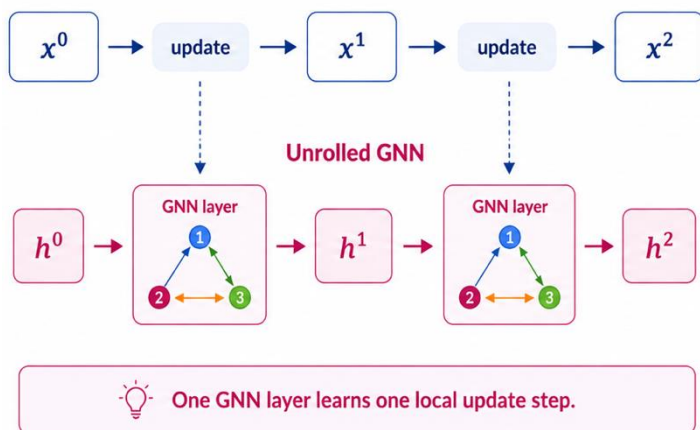 x⁰ update x¹ update x²
Unrolled GNN
GNN layer GNN layer
1 1
h⁰ h¹ h²
2 3 2 3
One GNN layer learns one local update step.